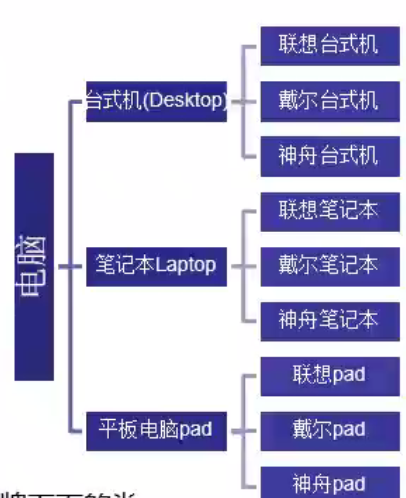 电脑
台式机(Desktop)
联想台式机
戴尔台式机
神舟台式机
笔记本Laptop
联想笔记本
戴尔笔记本
神舟笔记本
平板电脑pad
联想pad
戴尔pad
神舟pad